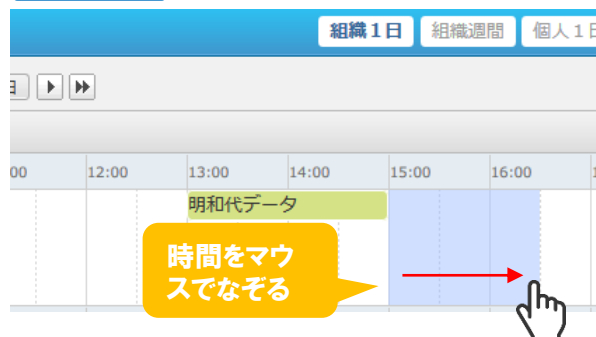 組織１日 組織週間 個人１日
日
00 12:00 13:00 14:00 15:00 16:00
明和代データ
時間をマウ
スでなぞる